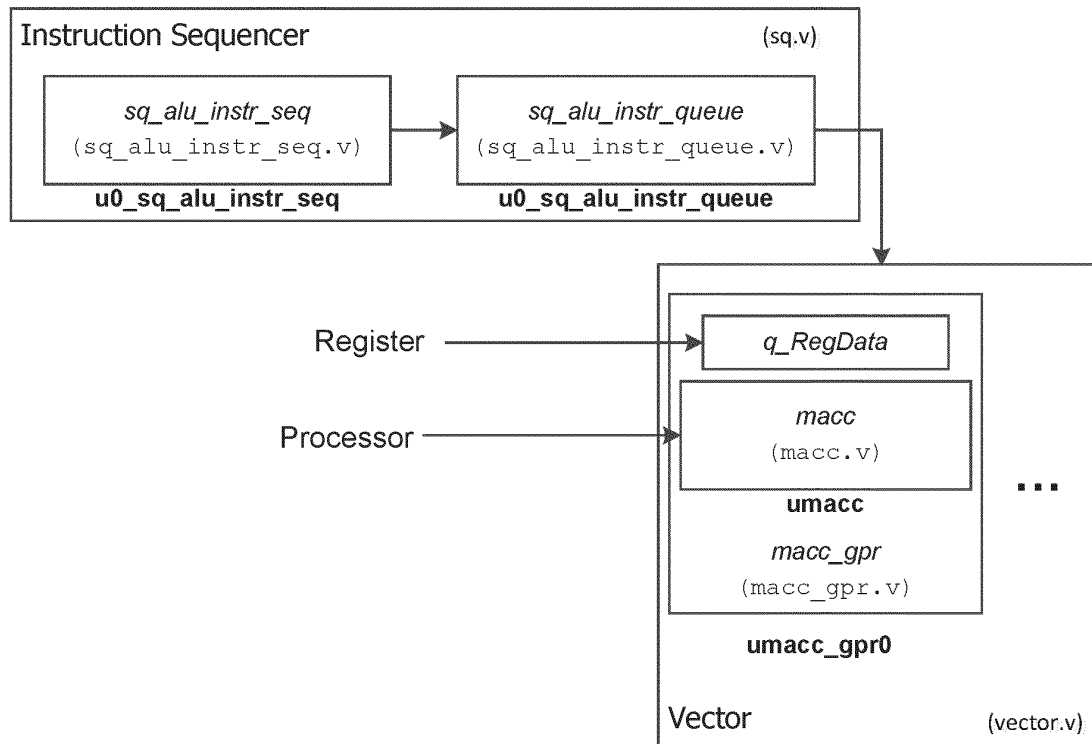 Instruction Sequencer (sq.v)
sq_alu_instr_seq
(sq_alu_instr_seq.v)
u0_sq_alu_instr_seq
sq_alu_instr_queue
(sq_alu_instr_queue.v)
u0_sq_alu_instr_queue
Register
q_RegData
Processor
macc
(macc.v)
umacc
...
macc_gpr
(macc_gpr.v)
umacc_gpr0
Vector (vector.v)